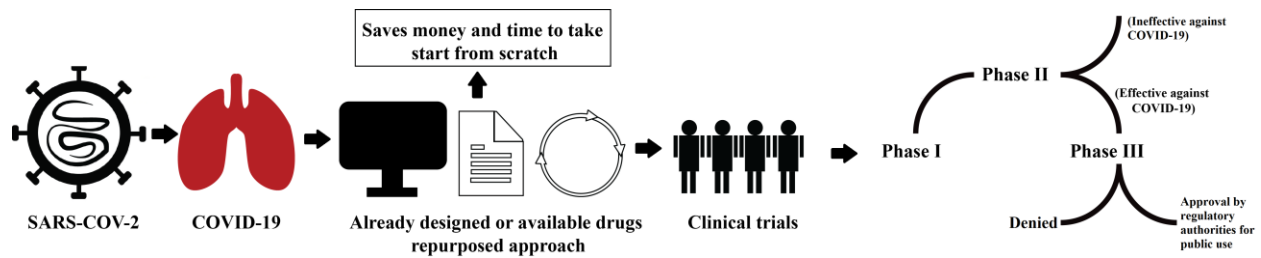 Saves money and time to take
start from scratch
SARS-COV-2
COVID-19
Already designed or available drugs
repurposed approach
Clinical trials
Phase I
Phase II
(Ineffective against
COVID-19)
(Effective against
COVID-19)
Phase III
Denied
Approval by
regulatory
authorities for
public use